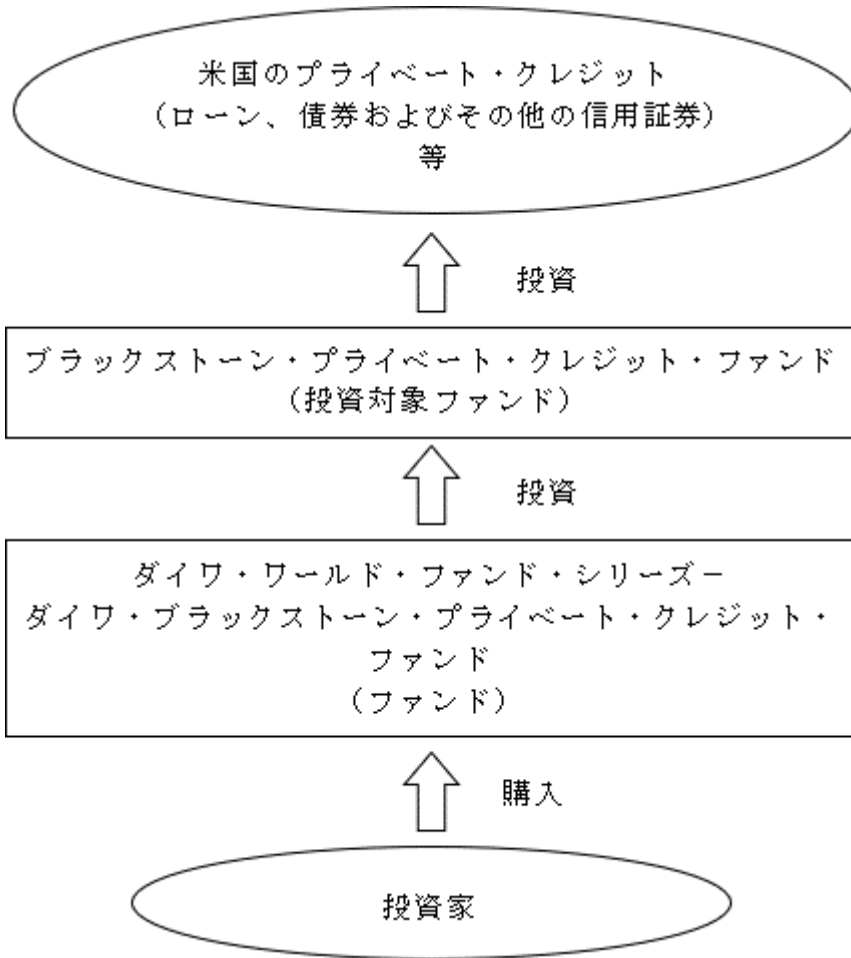 米国のプライベート・クレジット
(ローン、債券およびその他の信用証券)
等
投資
ブラックストーン・プライベート・クレジット・ファンド
(投資対象ファンド)
投資
ダイワ・ワールド・ファンド・シリーズ-
ダイワ・ブラックストーン・プライベート・クレジット・
ファンド
(ファンド)
購入
投資家